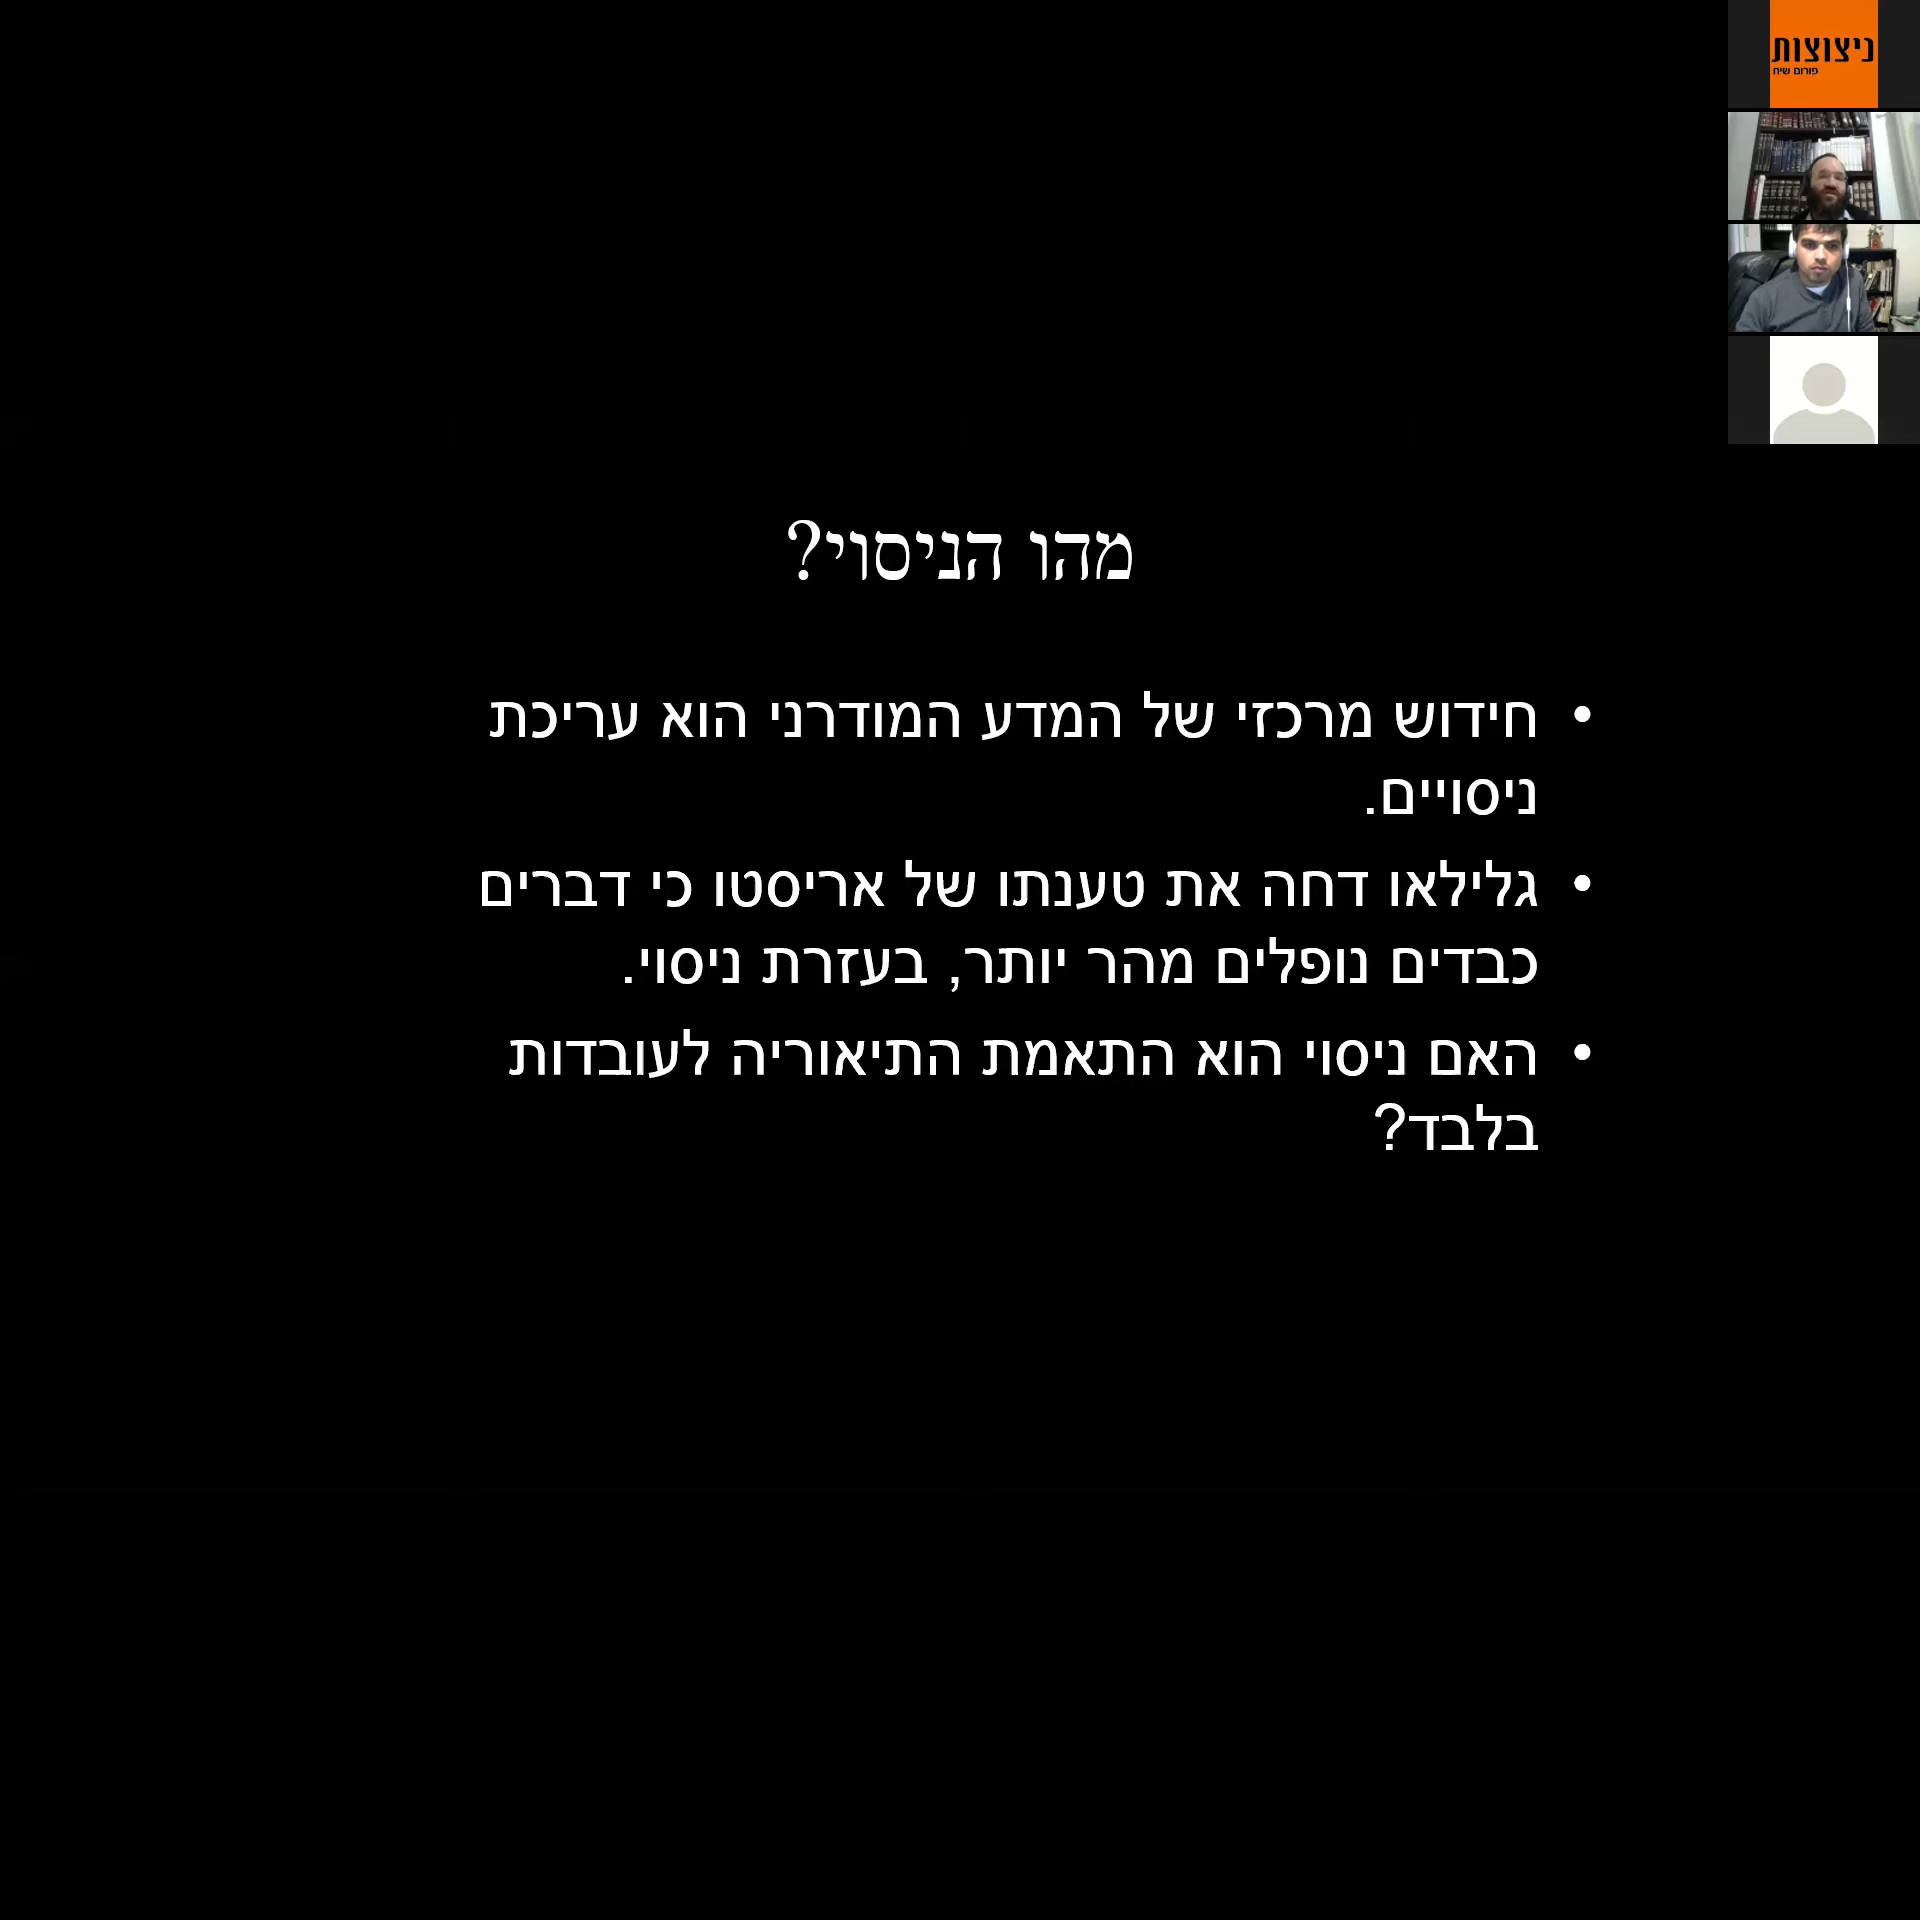 ניצוצות
פורום שיח
מהו הניסוי?
• חידוש מרכזי של המדע המודרני הוא עריכת
ניסויים.
• גלילאו דחה את טענתו של אריסטו כי דברים
כבדים נופלים מהר יותר, בעזרת ניסוי.
• האם ניסוי הוא התאמת התיאוריה לעובדות
בלבד?